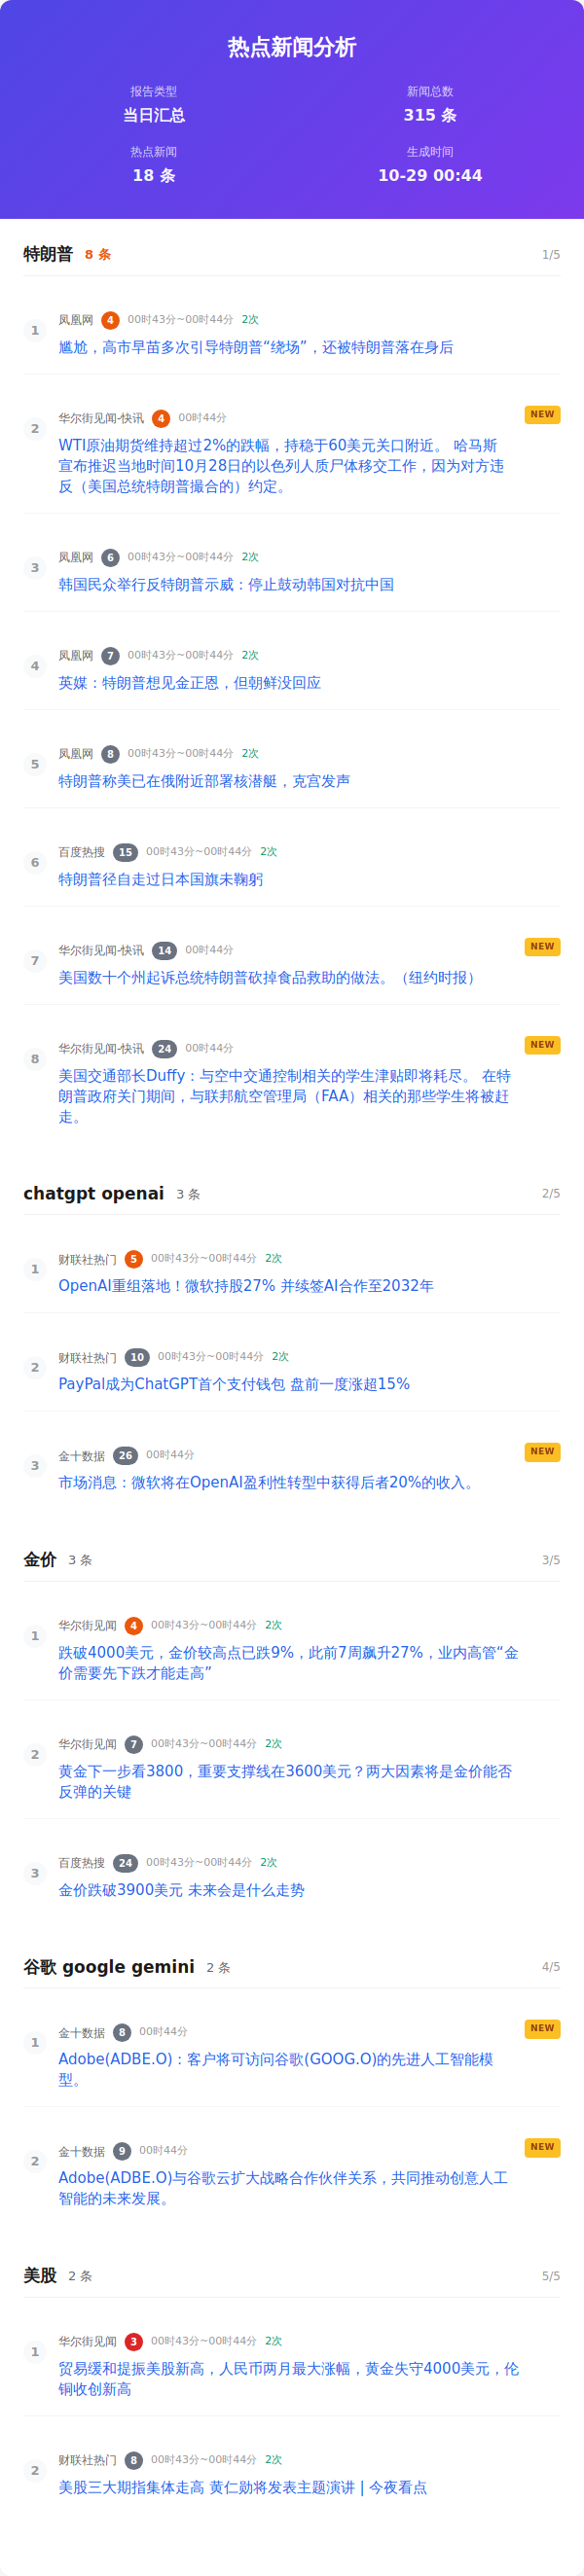 热点新闻分析
报告类型
新闻总数
当日汇总
315 条
热点新闻
生成时间
18 条
10-29 00:44
特朗普 8 条 1/5
1
凤凰网 4 00时43分~00时44分 2次
尴尬，高市早苗多次引导特朗普“绕场”，还被特朗普落在身后
2
华尔街见闻-快讯 4 00时44分 NEW
WTI原油期货维持超过2%的跌幅，持稳于60美元关口附近。 哈马斯
宣布推迟当地时间10月28日的以色列人质尸体移交工作，因为对方违
反（美国总统特朗普撮合的）约定。
3
凤凰网 6 00时43分~00时44分 2次
韩国民众举行反特朗普示威：停止鼓动韩国对抗中国
4
凤凰网 7 00时43分~00时44分 2次
英媒：特朗普想见金正恩，但朝鲜没回应
5
凤凰网 8 00时43分~00时44分 2次
特朗普称美已在俄附近部署核潜艇，克宫发声
6
百度热搜 15 00时43分~00时44分 2次
特朗普径自走过日本国旗未鞠躬
7
华尔街见闻-快讯 14 00时44分 NEW
美国数十个州起诉总统特朗普砍掉食品救助的做法。（纽约时报）
8
华尔街见闻-快讯 24 00时44分 NEW
美国交通部长Duffy：与空中交通控制相关的学生津贴即将耗尽。 在特
朗普政府关门期间，与联邦航空管理局（FAA）相关的那些学生将被赶
走。
chatgpt openai 3 条 2/5
1
财联社热门 5 00时43分~00时44分 2次
OpenAI重组落地！微软持股27% 并续签AI合作至2032年
2
财联社热门 10 00时43分~00时44分 2次
PayPal成为ChatGPT首个支付钱包 盘前一度涨超15%
3
金十数据 26 00时44分 NEW
市场消息：微软将在OpenAI盈利性转型中获得后者20%的收入。
金价 3 条 3/5
1
华尔街见闻 4 00时43分~00时44分 2次
跌破4000美元，金价较高点已跌9%，此前7周飙升27%，业内高管“金
价需要先下跌才能走高”
2
华尔街见闻 7 00时43分~00时44分 2次
黄金下一步看3800，重要支撑线在3600美元？两大因素将是金价能否
反弹的关键
3
百度热搜 24 00时43分~00时44分 2次
金价跌破3900美元 未来会是什么走势
谷歌 google gemini 2 条 4/5
1
金十数据 8 00时44分 NEW
Adobe(ADBE.O)：客户将可访问谷歌(GOOG.O)的先进人工智能模
型。
2
金十数据 9 00时44分 NEW
Adobe(ADBE.O)与谷歌云扩大战略合作伙伴关系，共同推动创意人工
智能的未来发展。
美股 2 条 5/5
1
华尔街见闻 3 00时43分~00时44分 2次
贸易缓和提振美股新高，人民币两月最大涨幅，黄金失守4000美元，伦
铜收创新高
2
财联社热门 8 00时43分~00时44分 2次
美股三大期指集体走高 黄仁勋将发表主题演讲 | 今夜看点